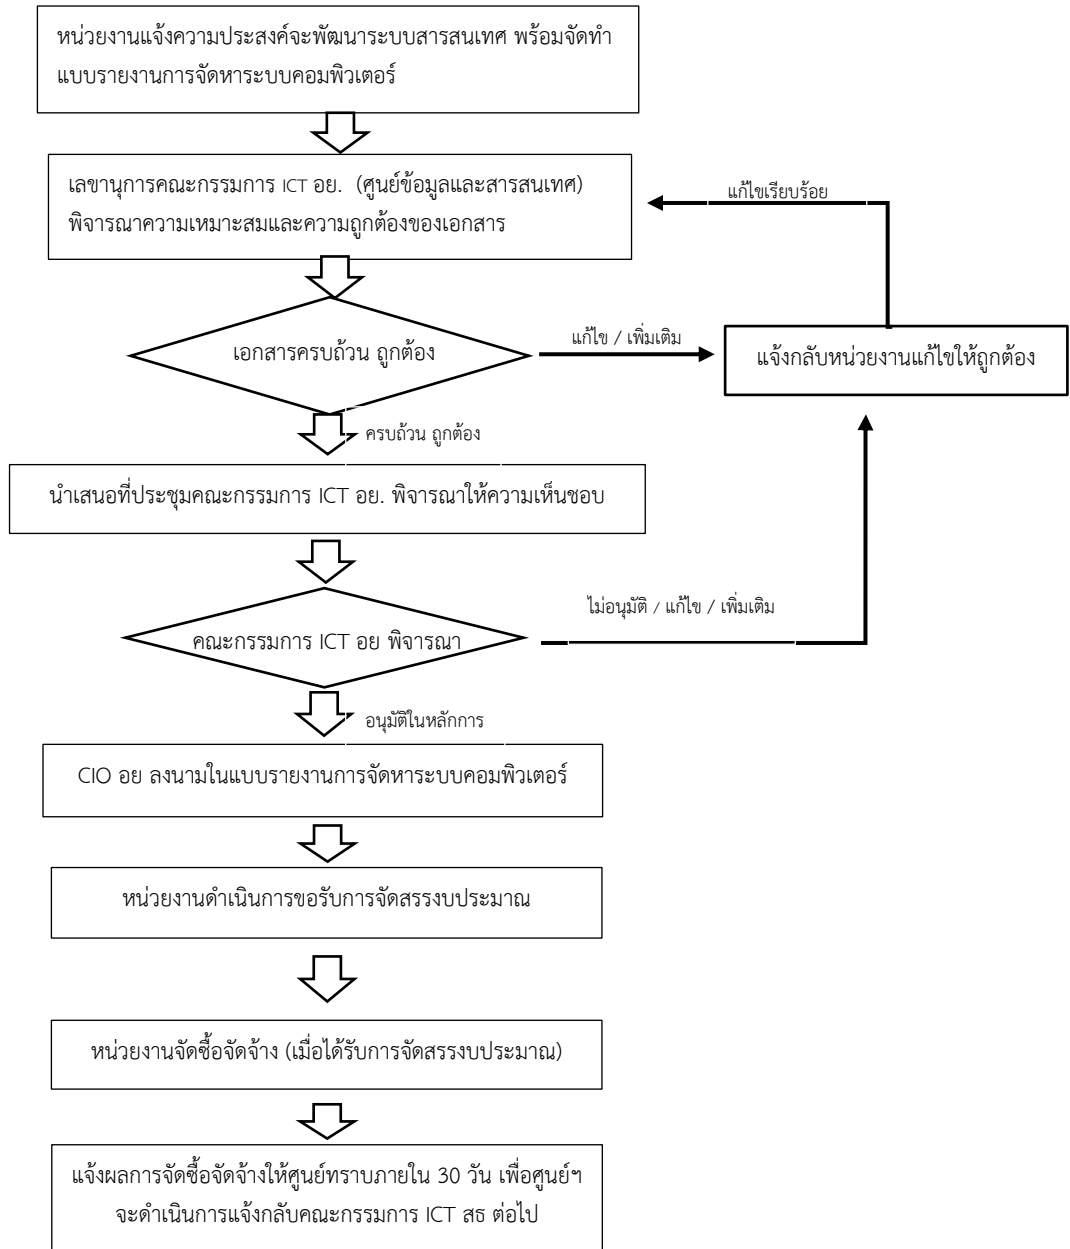 หน่วยงานแจ้งความประสงค์จะพัฒนาระบบสารสนเทศ พร้อมจัดทำ
แบบรายงานการจัดหาระบบคอมพิวเตอร์
เลขานุการคณะกรรมการ ICT อย. (ศูนย์ข้อมูลและสารสนเทศ)
พิจารณาความเหมาะสมและความถูกต้องของเอกสาร
แก้ไขเรียบร้อย
เอกสารครบถ้วน ถูกต้อง
แก้ไข / เพิ่มเติม
แจ้งกลับหน่วยงานแก้ไขให้ถูกต้อง
ครบถ้วน ถูกต้อง
นำเสนอที่ประชุมคณะกรรมการ ICT อย. พิจารณาให้ความเห็นชอบ
ไม่อนุมัติ / แก้ไข / เพิ่มเติม
คณะกรรมการ ICT อย พิจารณา
อนุมัติในหลักการ
CIO อย ลงนามในแบบรายงานการจัดหาระบบคอมพิวเตอร์
หน่วยงานดำเนินการขอรับการจัดสรรงบประมาณ
หน่วยงานจัดซื้อจัดจ้าง (เมื่อได้รับการจัดสรรงบประมาณ)
แจ้งผลการจัดซื้อจัดจ้างให้ศูนย์ทราบภายใน 30 วัน เพื่อศูนย์ฯ
จะดำเนินการแจ้งกลับคณะกรรมการ ICT สธ ต่อไป